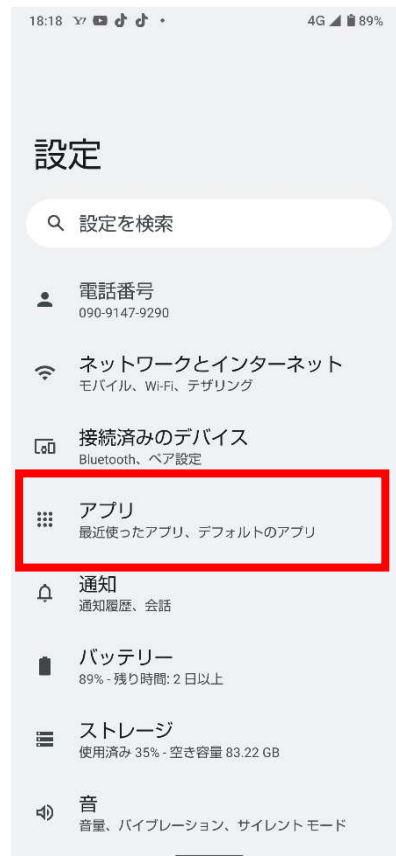 18:18
4G 89%
設定
設定を検索
電話番号
090-9147-9290
ネットワークとインターネット
モバイル、Wi-Fi、テザリング
接続済みのデバイス
Bluetooth、ペア設定
アプリ
最近使ったアプリ、デフォルトのアプリ
通知
通知履歴、会話
バッテリー
89% - 残り時間: 2 日以上
ストレージ
使用済み 35% - 空き容量 83.22 GB
音
音量、バイブレーション、サイレント モード